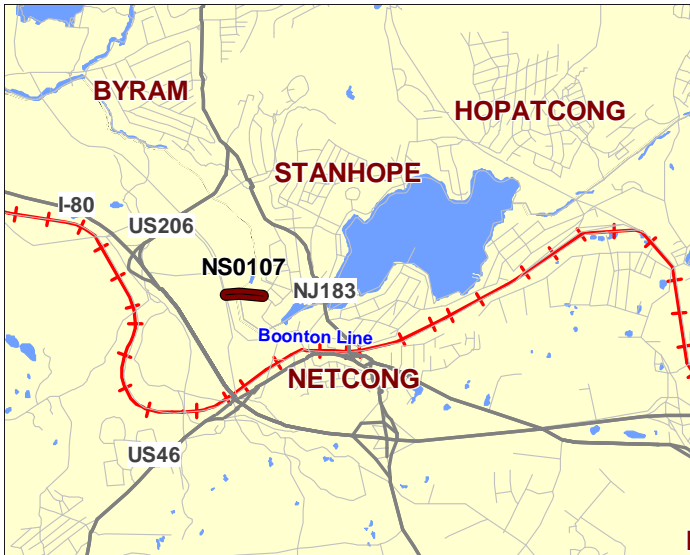 BYRAM
HOPATCONG
STANHOPE
I-80
US206
NS0107
NJ183
Boonton Line
NETCONG
US46